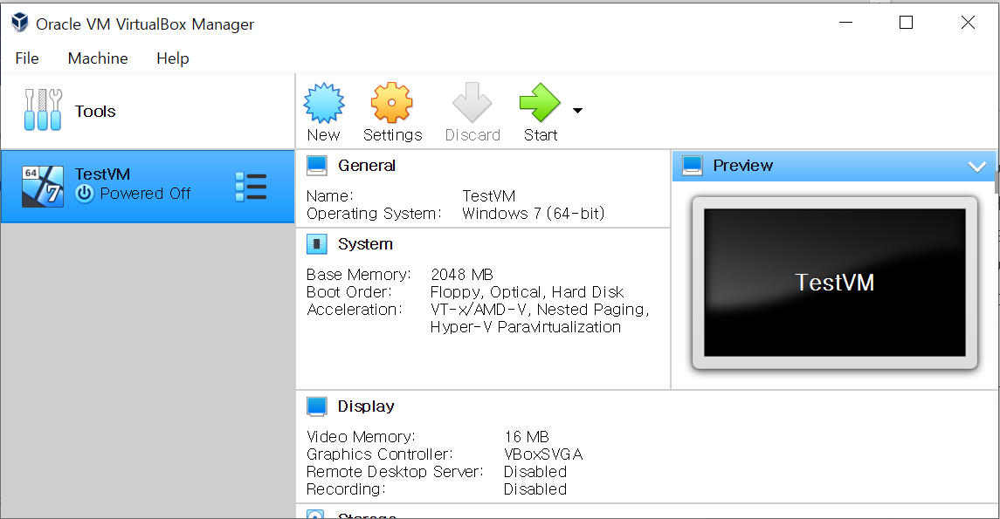 Oracle VM VirtualBox Manager
File Machine Help
Tools
New Settings Discard Start
64
7
TestVM
Powered Off
General
Name: TestVM
Operating System: Windows 7 (64-bit)
Preview
TestVM
System
Base Memory: 2048 MB
Boot Order: Floppy, Optical, Hard Disk
Acceleration: VT-x/AMD-V, Nested Paging,
Hyper-V Paravirtualization
Display
Video Memory: 16 MB
Graphics Controller: VBoxSVGA
Remote Desktop Server: Disabled
Recording: Disabled
Storage